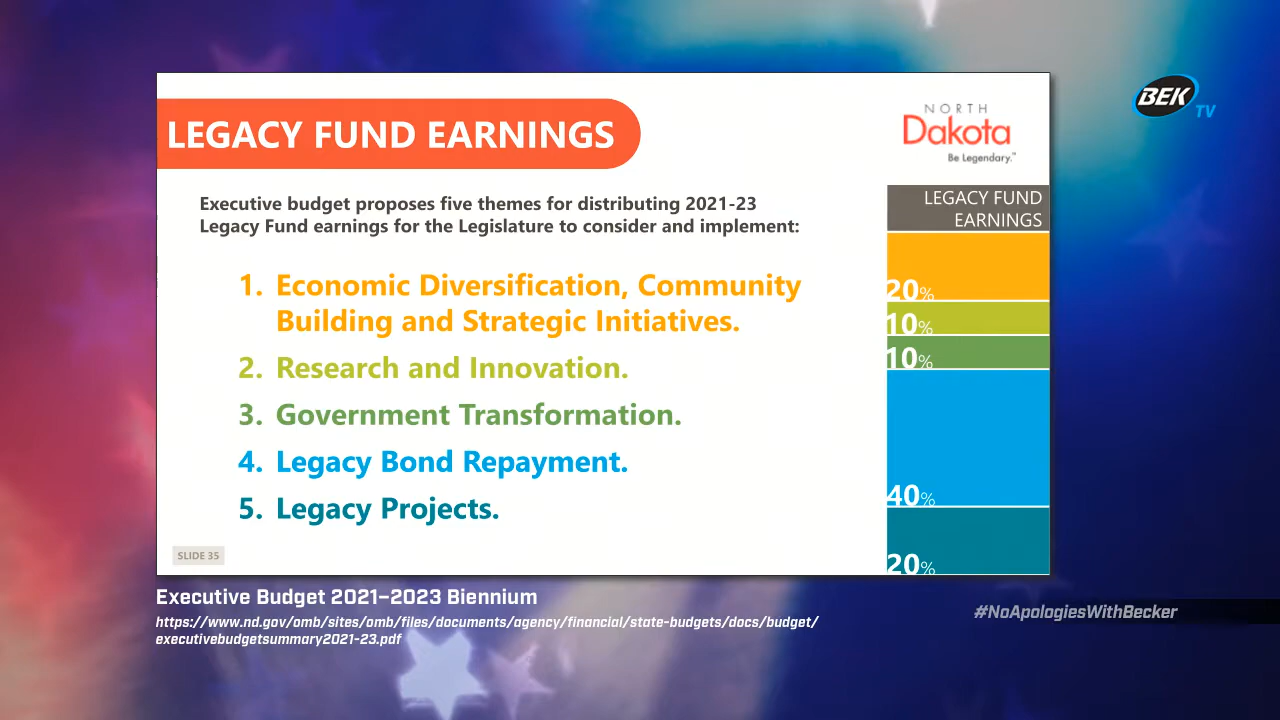 BEK
TV
LEGACY FUND EARNINGS
NORTH
Dakota
Be Legendary.™
Executive budget proposes five themes for distributing 2021-23
Legacy Fund earnings for the Legislature to consider and implement:
1. Economic Diversification, Community
Building and Strategic Initiatives.
2. Research and Innovation.
3. Government Transformation.
4. Legacy Bond Repayment.
5. Legacy Projects.
SLIDE 35
LEGACY FUND
EARNINGS
20%
10%
10%
40%
20%
Executive Budget 2021–2023 Biennium
https://www.nd.gov/omb/sites/omb/files/documents/agency/financial/state-budgets/docs/budget/
executivebudgetsummary2021-23.pdf
#NoApologiesWithBecker